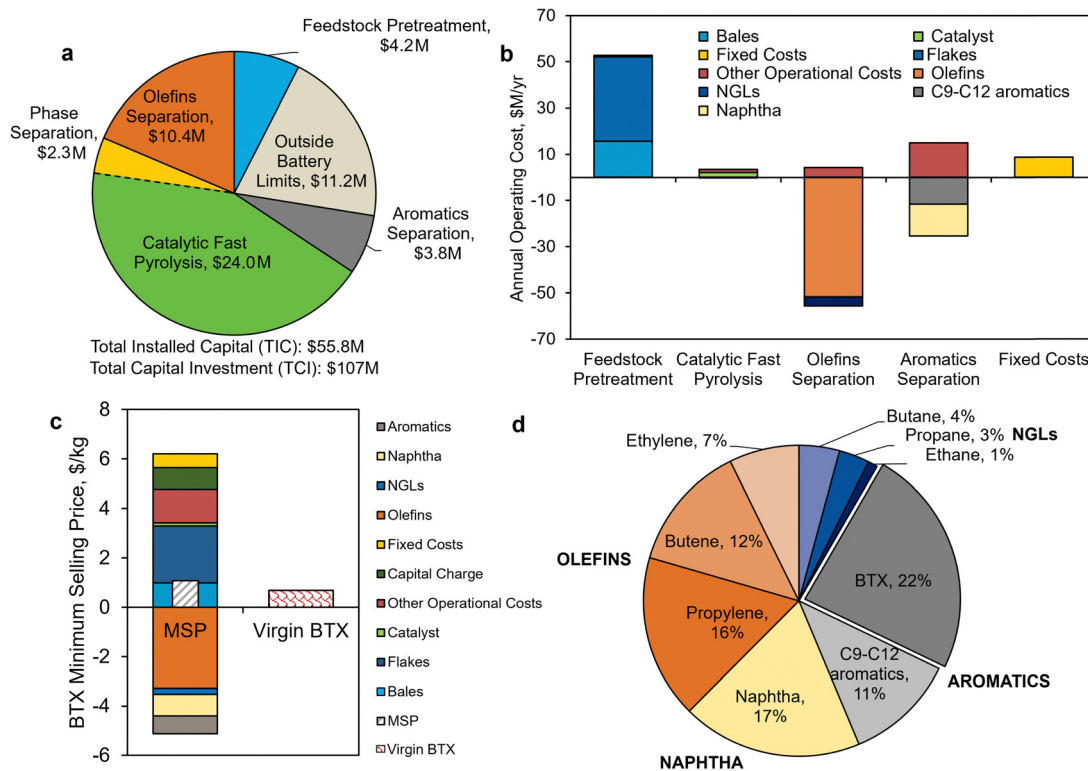 a
Feedstock Pretreatment,
$4.2M
Phase
Separation,
$2.3M
Olefins
Separation,
$10.4M
Outside
Battery
Limits, $11.2M
Aromatics
Separation,
$3.8M
Catalytic Fast
Pyrolysis, $24.0M
Total Installed Capital (TIC): $55.8M
Total Capital Investment (TCI): $107M
b
Annual Operating Cost, $M/yr
70
50
30
10
-10
-30
-50
-70
Bales
Catalyst
Fixed Costs
Flakes
Other Operational Costs
Olefins
NGLs
C9-C12 aromatics
Naphtha
Feedstock
Pretreatment
Catalytic Fast
Pyrolysis
Olefins
Separation
Aromatics
Separation
Fixed Costs
c
BTX Minimum Selling Price, $/kg
8
6
4
2
0
-2
-4
-6
MSP
Virgin BTX
Aromatics
Naphtha
NGLs
Olefins
Fixed Costs
Capital Charge
Other Operational Costs
Catalyst
Flakes
Bales
MSP
Virgin BTX
d
Butane, 4%
Propane, 3% NGLs
Ethane, 1%
Ethylene, 7%
Butene, 12%
OLEFINS
BTX, 22%
Propylene,
16%
C9-C12
aromatics,
11%
AROMATICS
Naphtha,
17%
NAPHTHA